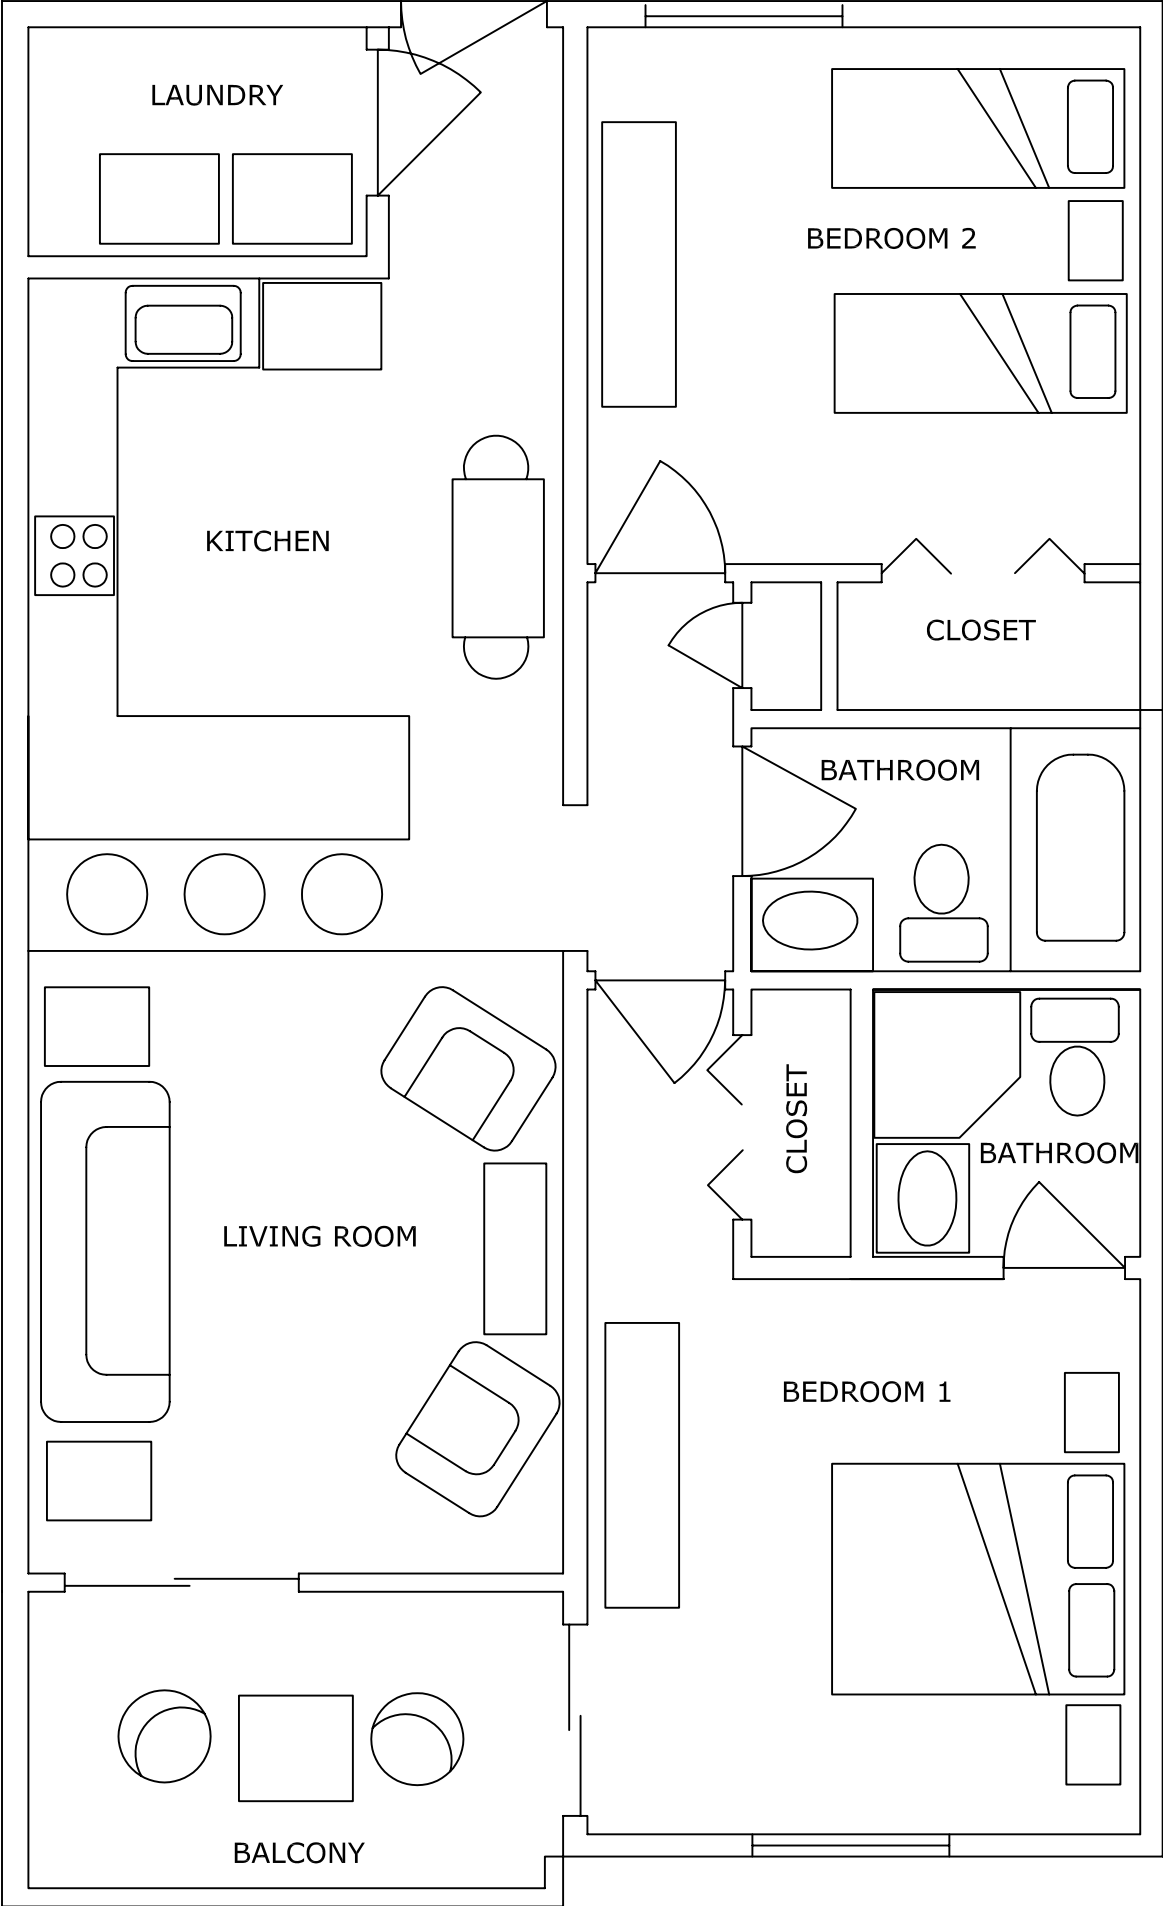 LAUNDRY
BEDROOM 2
KITCHEN
CLOSET
BATHROOM
CLOSET
BATHROOM
LIVING ROOM
BEDROOM 1
BALCONY